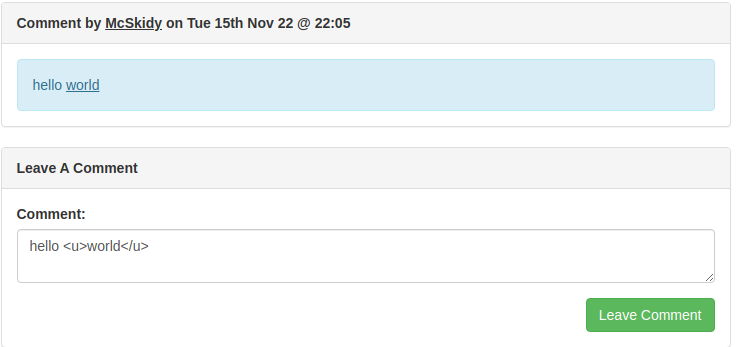 Comment by McSkidy on Tue 15th Nov 22 @ 22:05
hello world
Leave A Comment
Comment:
hello <u>world</u>
Leave Comment